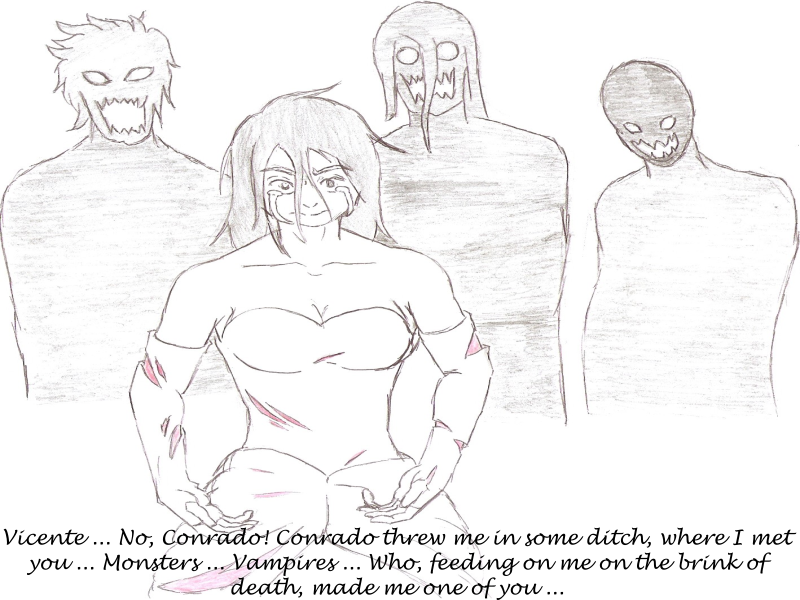 Vicente ... No, Conrado! Conrado threw me in some ditch, where I met
you ... Monsters ... Vampires ... Who, feeding on me on the brink of
death, made me one of you ...